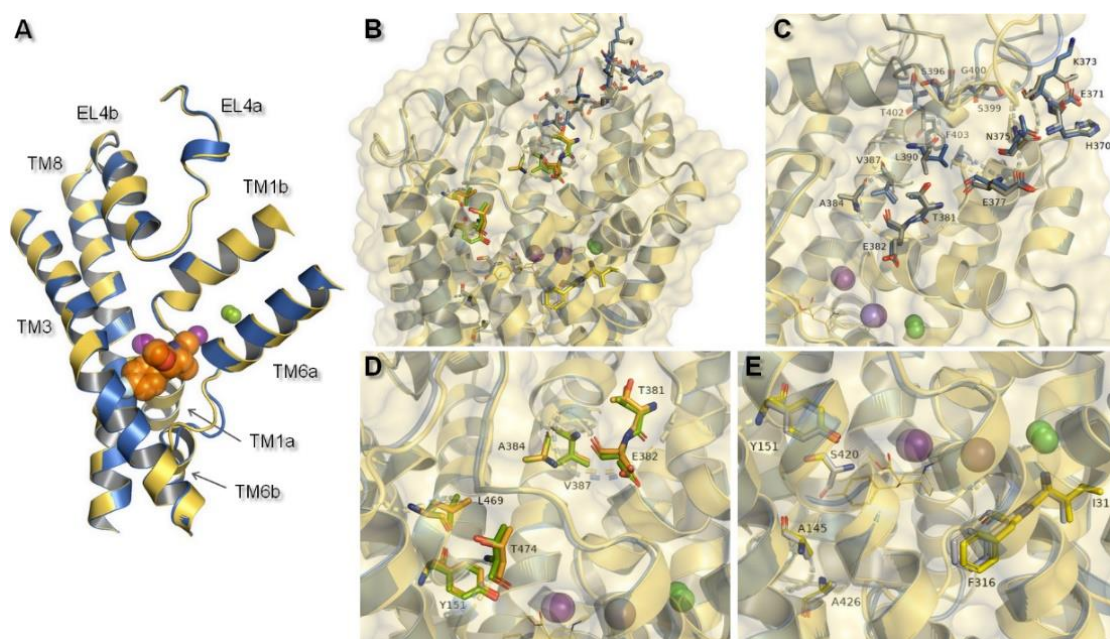 A
EL4a
EL4b
TM8
TM1b
TM3
TM6a
TM1a
TM6b
B
C
S396
G400
K373
E371
T402
S399
F403
N375
H370
L390
V387
A384
E377
T381
E382
D
T381
A384
E382
V387
L469
T474
Y151
E
Y151
S420
I31
A145
F316
A426